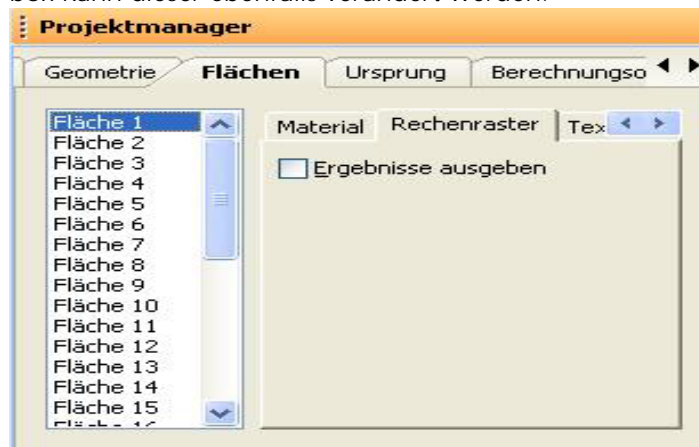 Projektmanager
Geometrie Flächen Ursprung Berechnungso
Fläche 1
Fläche 2
Fläche 3
Fläche 4
Fläche 5
Fläche 6
Fläche 7
Fläche 8
Fläche 9
Fläche 10
Fläche 11
Fläche 12
Fläche 13
Fläche 14
Fläche 15
Material Rechenraster Tex
Ergebnisse ausgeben